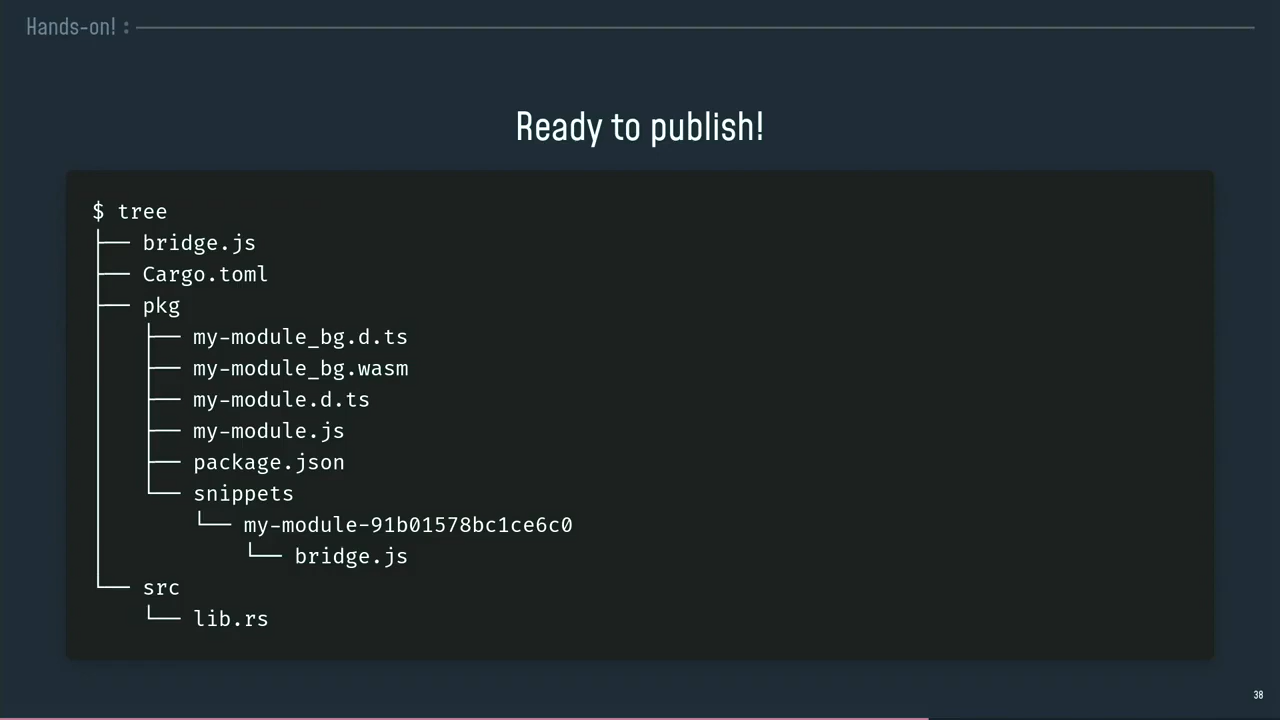 Hands-on! :
Ready to publish!
$ tree
├── bridge.js
├── Cargo.toml
├── pkg
│   ├── my-module_bg.d.ts
│   ├── my-module_bg.wasm
│   ├── my-module.d.ts
│   ├── my-module.js
│   ├── package.json
│   └── snippets
│       └── my-module-91b01578bc1ce6c0
│           └── bridge.js
└── src
    └── lib.rs
38